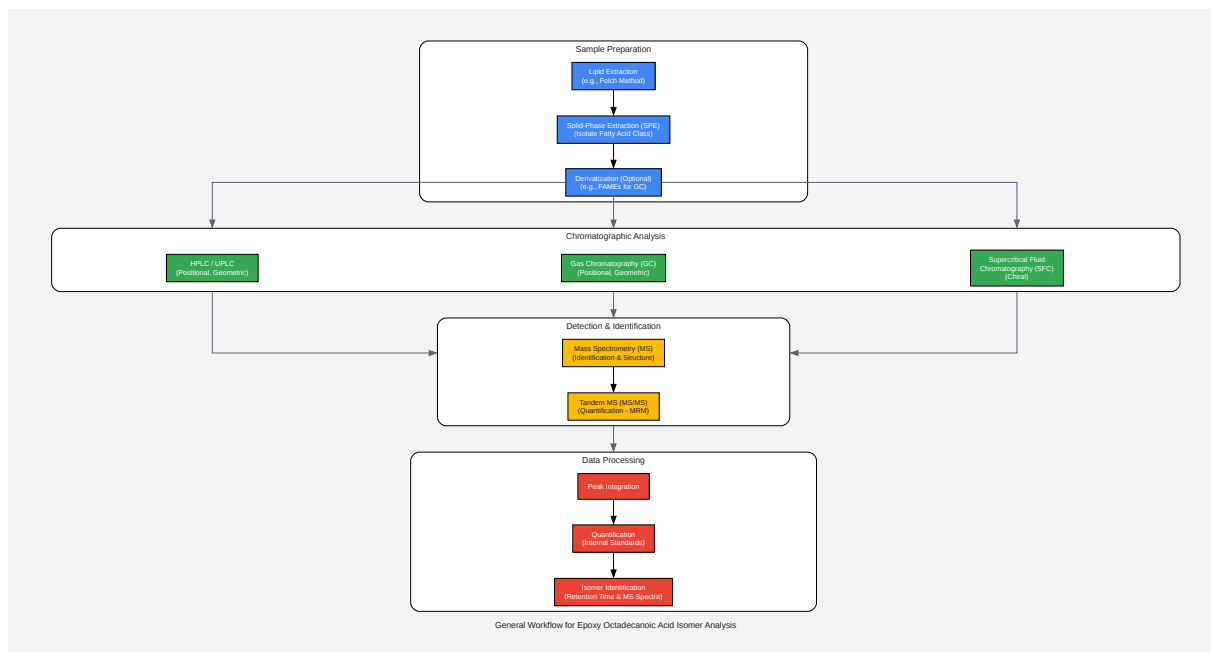 Sample Preparation
Lipid Extraction
(e.g., Folch Method)
Solid-Phase Extraction (SPE)
(Isolate Fatty Acid Class)
Derivatization (Optional)
(e.g., FAMEs for GC)
Chromatographic Analysis
HPLC / UPLC
(Positional, Geometric)
Gas Chromatography (GC)
(Positional, Geometric)
Supercritical Fluid
Chromatography (SFC)
(Chiral)
Detection & Identification
Mass Spectrometry (MS)
(Identification & Structure)
Tandem MS (MS/MS)
(Quantification - MRM)
Data Processing
Peak Integration
Quantification
(Internal Standards)
Isomer Identification
(Retention Time & MS Spectra)
General Workflow for Epoxy Octadecanoic Acid Isomer Analysis